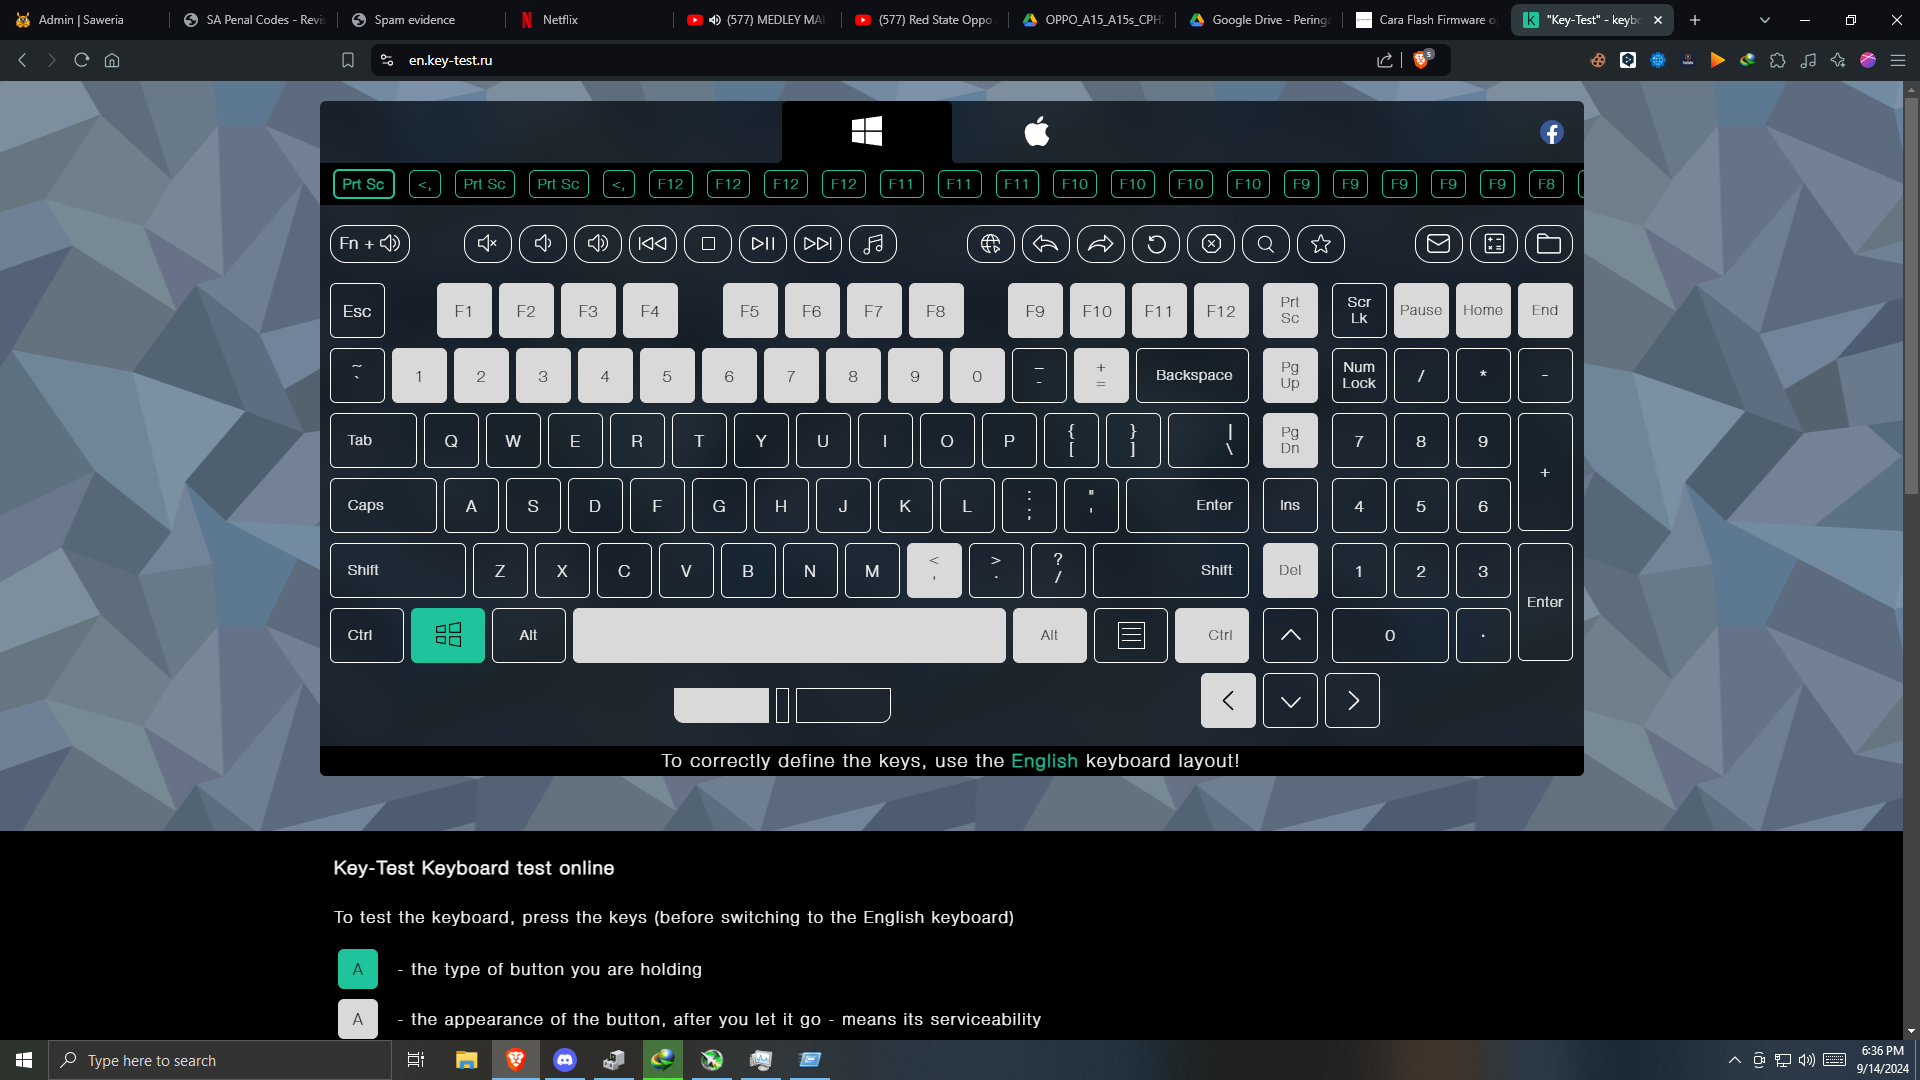 Admin | Saweria
SA Penal Codes - Revis
Spam evidence
Netflix
(577) MEDLEY MAL
(577) Red State Oppo
OPPO_A15_A15s_CPH2
Google Drive - Peringa
Cara Flash Firmware o
"Key-Test" - keybo
en.key-test.ru
5
Prt Sc <, Prt Sc Prt Sc <, F12 F12 F12 F12 F11 F11 F11 F10 F10 F10 F10 F9 F9 F9 F9 F9 F8
Fn +
Esc F1 F2 F3 F4 F5 F6 F7 F8 F9 F10 F11 F12 Prt Sc Scr Lk Pause Home End
~ ` 1 2 3 4 5 6 7 8 9 0 _ - + = Backspace Pg Up Num Lock / * -
Tab Q W E R T Y U I O P { [ } ] | \ Pg Dn 7 8 9 +
Caps A S D F G H J K L : ; " ' Enter Ins 4 5 6
Shift Z X C V B N M < , > . ? / Shift Del 1 2 3 Enter
Ctrl Alt Alt Ctrl 0 .
To correctly define the keys, use the English keyboard layout!
Key-Test Keyboard test online
To test the keyboard, press the keys (before switching to the English keyboard)
A - the type of button you are holding
A - the appearance of the button, after you let it go - means its serviceability
Type here to search
6:36 PM
9/14/2024